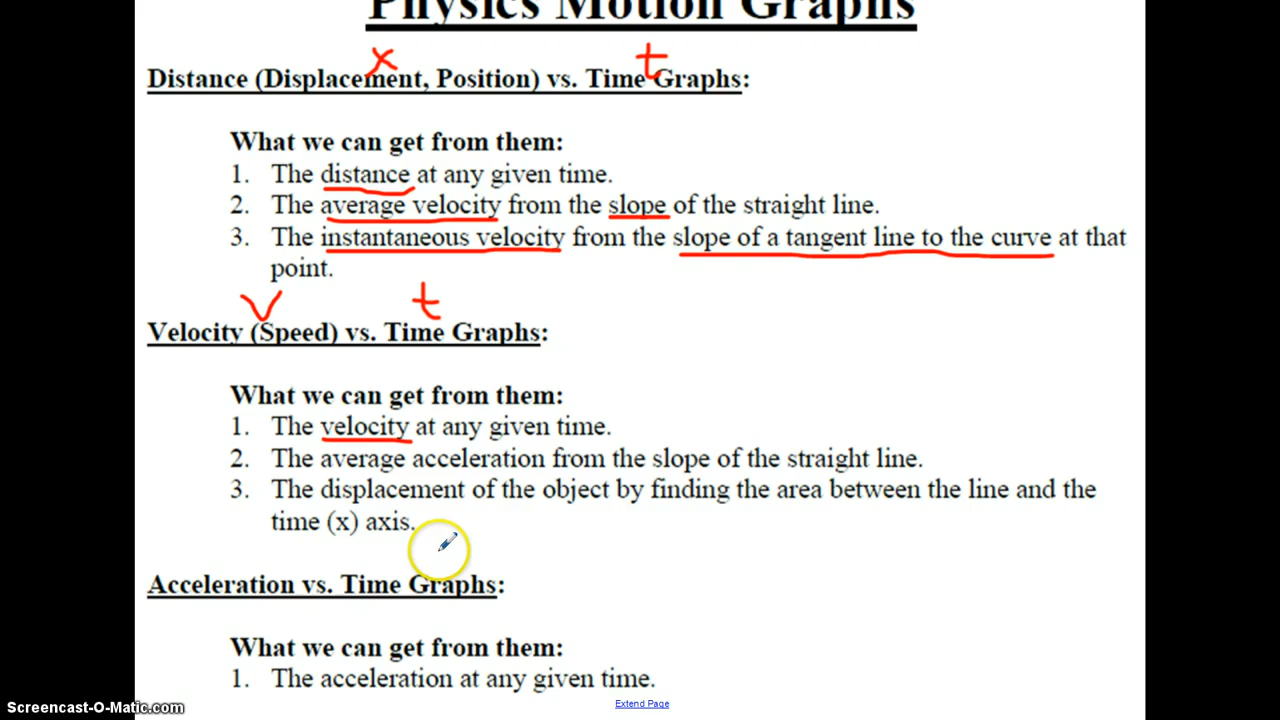 Physics Motion Graphs
x t
Distance (Displacement, Position) vs. Time Graphs:
What we can get from them:
1. The distance at any given time.
2. The average velocity from the slope of the straight line.
3. The instantaneous velocity from the slope of a tangent line to the curve at that
point.
v t
Velocity (Speed) vs. Time Graphs:
What we can get from them:
1. The velocity at any given time.
2. The average acceleration from the slope of the straight line.
3. The displacement of the object by finding the area between the line and the
time (x) axis.
Acceleration vs. Time Graphs:
What we can get from them:
1. The acceleration at any given time.
Extend Page
Screencast-O-Matic.com